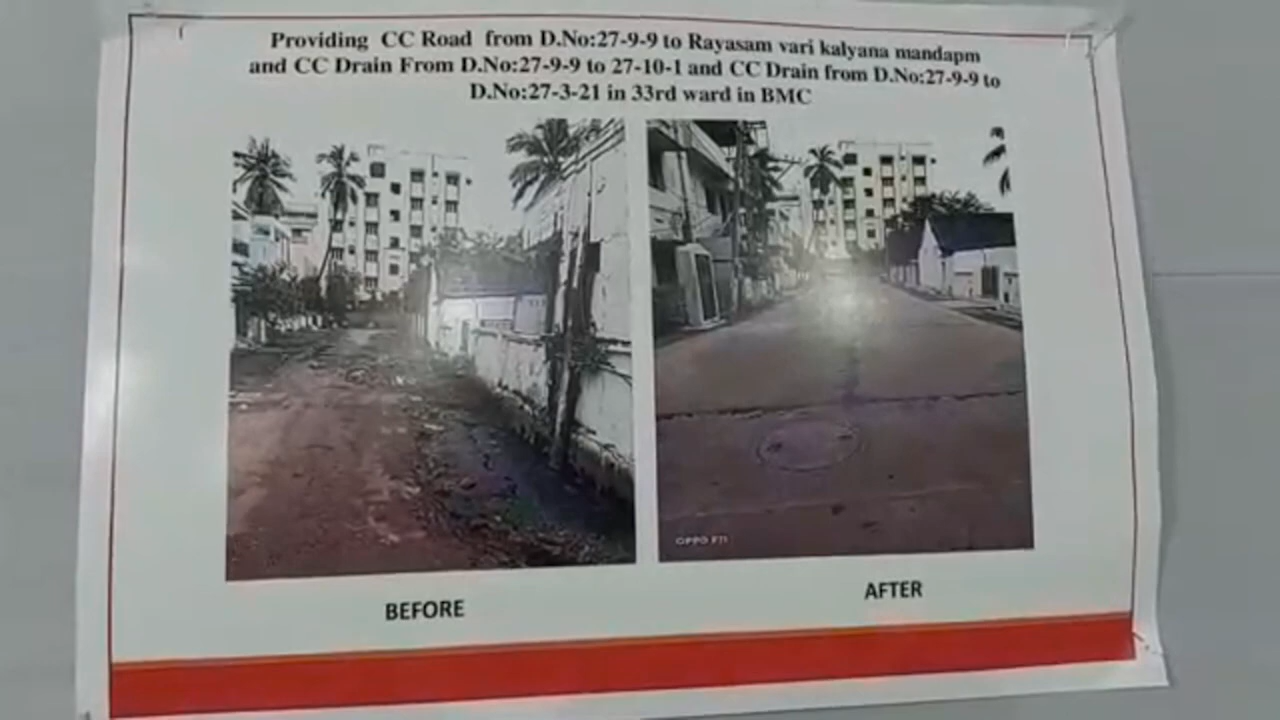 Providing CC Road from D.No:27-9-9 to Rayasam vari kalyana mandapm
and CC Drain From D.No:27-9-9 to 27-10-1 and CC Drain from D.No:27-9-9 to
D.No:27-3-21 in 33rd ward in BMC
OPPO F21
BEFORE
AFTER